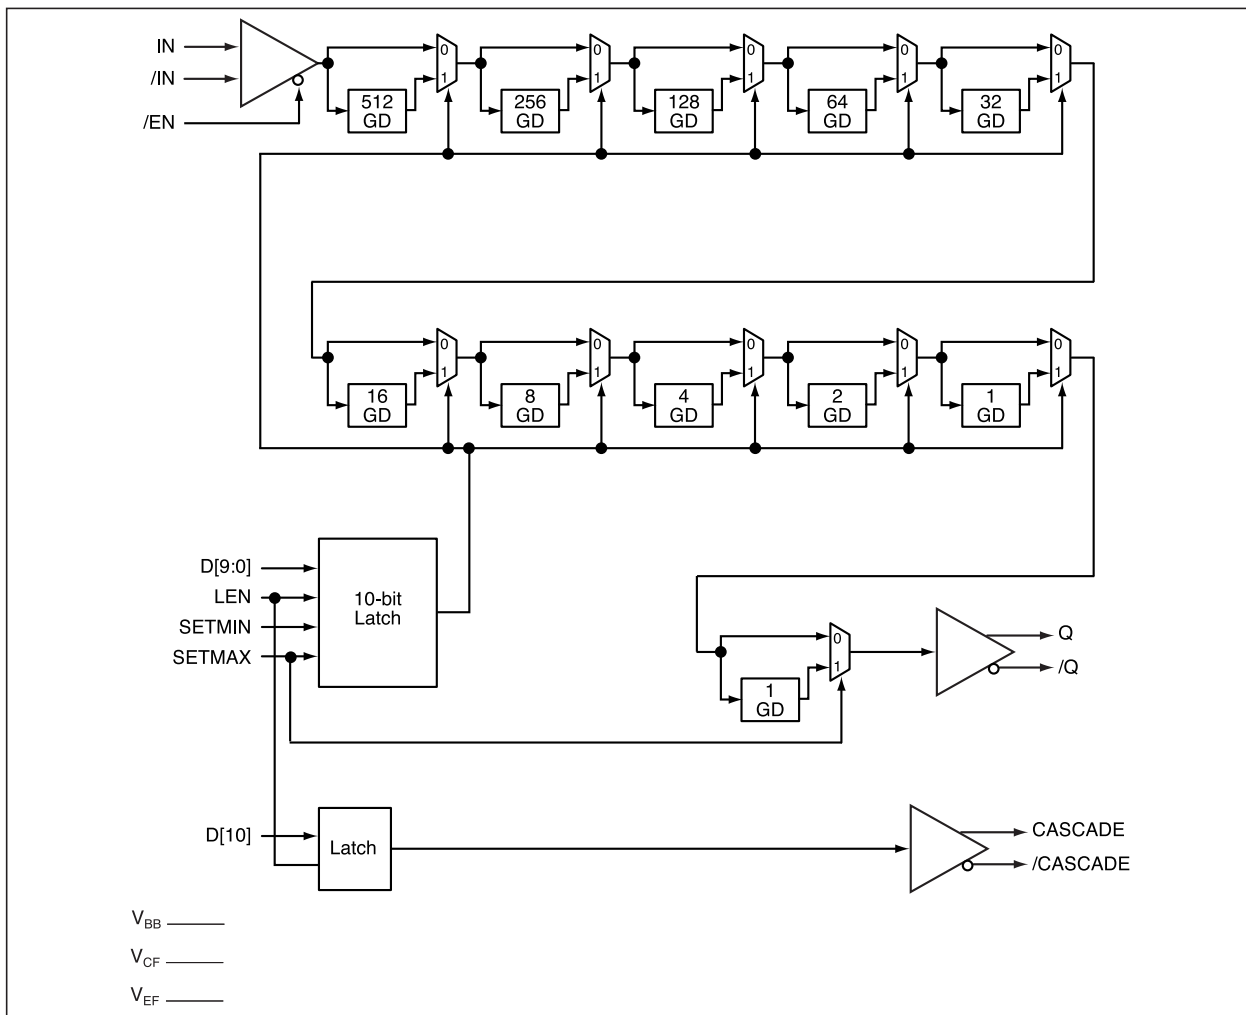 IN
/IN
/EN
0
1
512
GD
0
1
256
GD
0
1
128
GD
0
1
64
GD
0
1
32
GD
0
1
16
GD
0
1
8
GD
0
1
4
GD
0
1
2
GD
0
1
1
GD
D[9:0]
LEN
SETMIN
SETMAX
10-bit
Latch
0
1
1
GD
Q
/Q
D[10]
Latch
CASCADE
/CASCADE
VBB
VCF
VEF